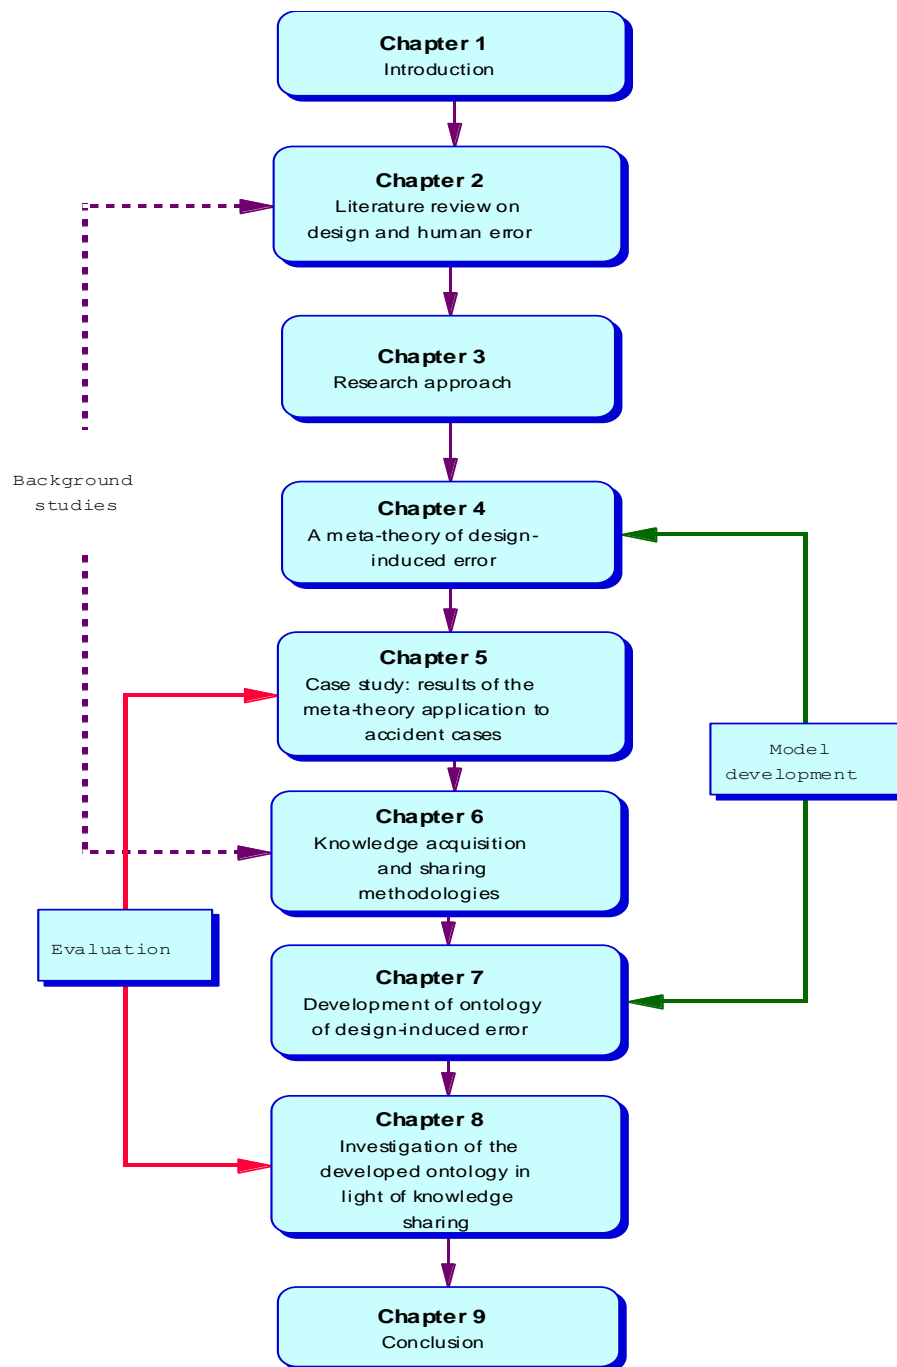 Chapter 1
Introduction
Chapter 2
Literature review on
design and human error
Chapter 3
Research approach
Background
studies
Chapter 4
A meta-theory of design-
induced error
Chapter 5
Case study: results of the
meta-theory application to
accident cases
Model
development
Chapter 6
Knowledge acquisition
and sharing
methodologies
Evaluation
Chapter 7
Development of ontology
of design-induced error
Chapter 8
Investigation of the
developed ontology in
light of knowledge
sharing
Chapter 9
Conclusion